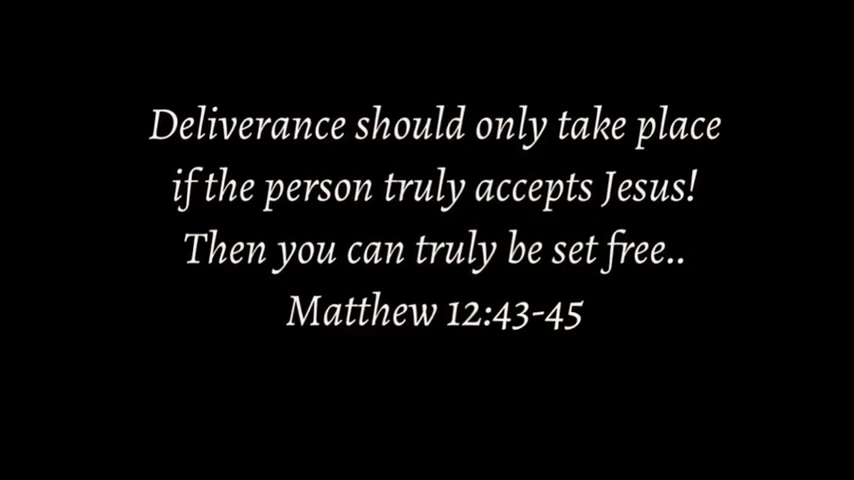 Deliverance should only take place
if the person truly accepts Jesus!
Then you can truly be set free..
Matthew 12:43-45